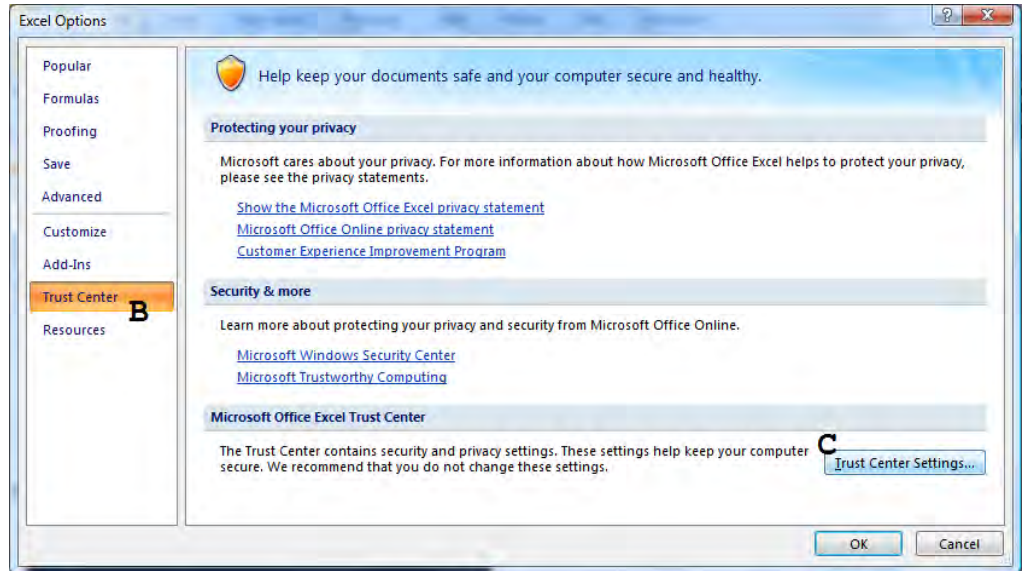 Excel Options
Popular
Formulas
Proofing
Save
Advanced
Customize
Add-Ins
Trust Center
B
Resources
Help keep your documents safe and your computer secure and healthy.
Protecting your privacy
Microsoft cares about your privacy. For more information about how Microsoft Office Excel helps to protect your privacy,
please see the privacy statements.
Show the Microsoft Office Excel privacy statement
Microsoft Office Online privacy statement
Customer Experience Improvement Program
Security & more
Learn more about protecting your privacy and security from Microsoft Office Online.
Microsoft Windows Security Center
Microsoft Trustworthy Computing
Microsoft Office Excel Trust Center
The Trust Center contains security and privacy settings. These settings help keep your computer
secure. We recommend that you do not change these settings.
C
Trust Center Settings...
OK
Cancel